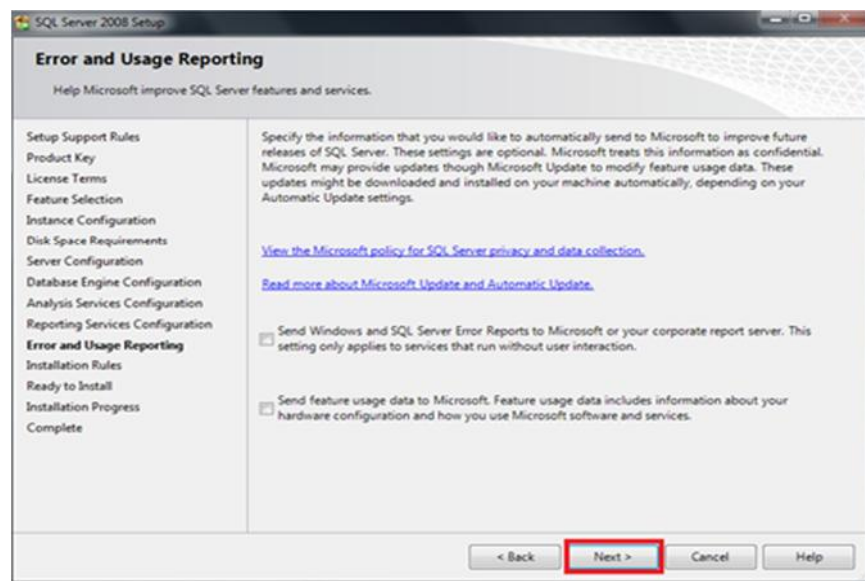 SQL Server 2008 Setup
Error and Usage Reporting
Help Microsoft improve SQL Server features and services.
Setup Support Rules
Product Key
License Terms
Feature Selection
Instance Configuration
Disk Space Requirements
Server Configuration
Database Engine Configuration
Analysis Services Configuration
Reporting Services Configuration
Error and Usage Reporting
Installation Rules
Ready to Install
Installation Progress
Complete
Specify the information that you would like to automatically send to Microsoft to improve future
releases of SQL Server. These settings are optional. Microsoft treats this information as confidential.
Microsoft may provide updates though Microsoft Update to modify feature usage data. These
updates might be downloaded and installed on your machine automatically, depending on your
Automatic Update settings.
View the Microsoft policy for SQL Server privacy and data collection.
Read more about Microsoft Update and Automatic Update.
Send Windows and SQL Server Error Reports to Microsoft or your corporate report server. This
setting only applies to services that run without user interaction.
Send feature usage data to Microsoft. Feature usage data includes information about your
hardware configuration and how you use Microsoft software and services.
< Back
Next >
Cancel
Help